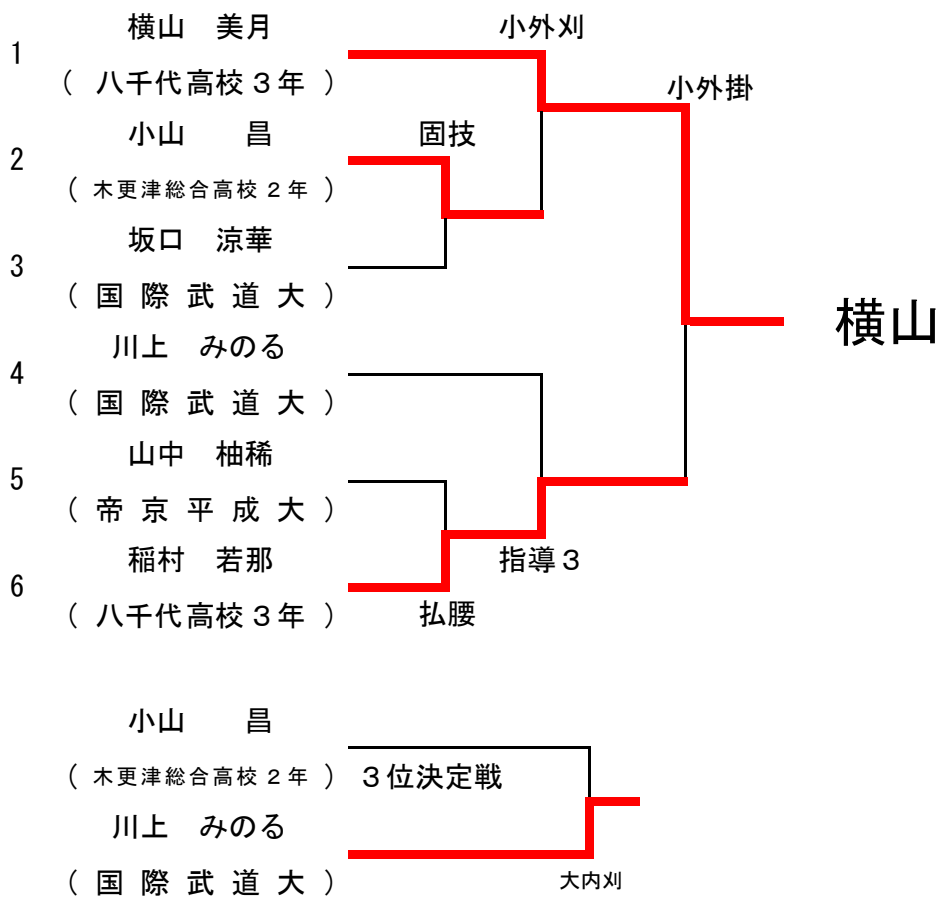 横山　美月
小外刈
1
（ 八千代高校３年 ）
小外掛
小山　　昌
固技
2
（ 木更津総合高校 ２ 年 ）
坂口　涼華
3
（ 国 際 武 道 大 ）
横山
川上　みのる
4
（ 国 際 武 道 大 ）
山中　柚稀
5
（ 帝 京 平 成 大 ）
稲村　若那
指導３
6
（ 八千代高校３年 ）
払腰
小山　　昌
（ 木更津総合高校 ２ 年 ）
３位決定戦
川上　みのる
（ 国 際 武 道 大 ）
大内刈